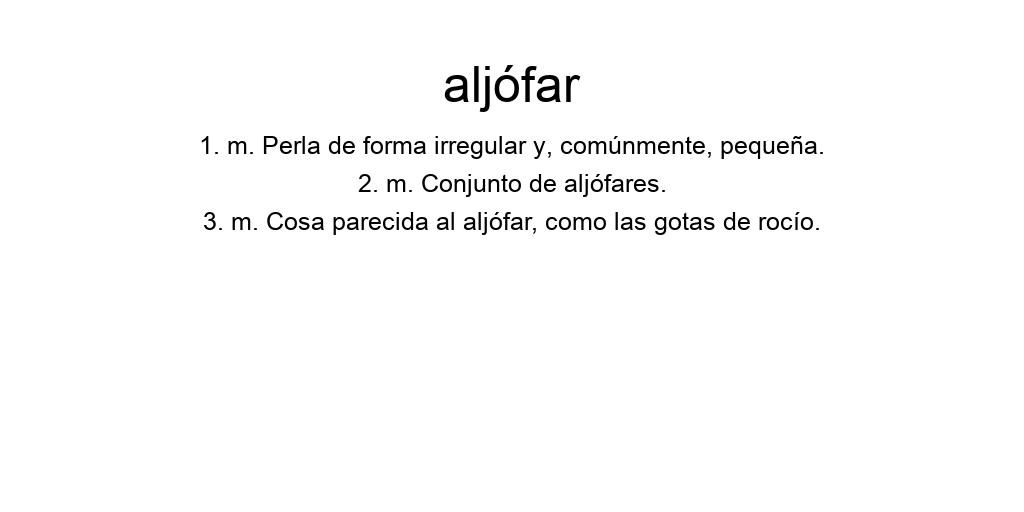 aljófar
1. m. Perla de forma irregular y, comúnmente, pequeña.
2. m. Conjunto de aljófares.
3. m. Cosa parecida al aljófar, como las gotas de rocío.